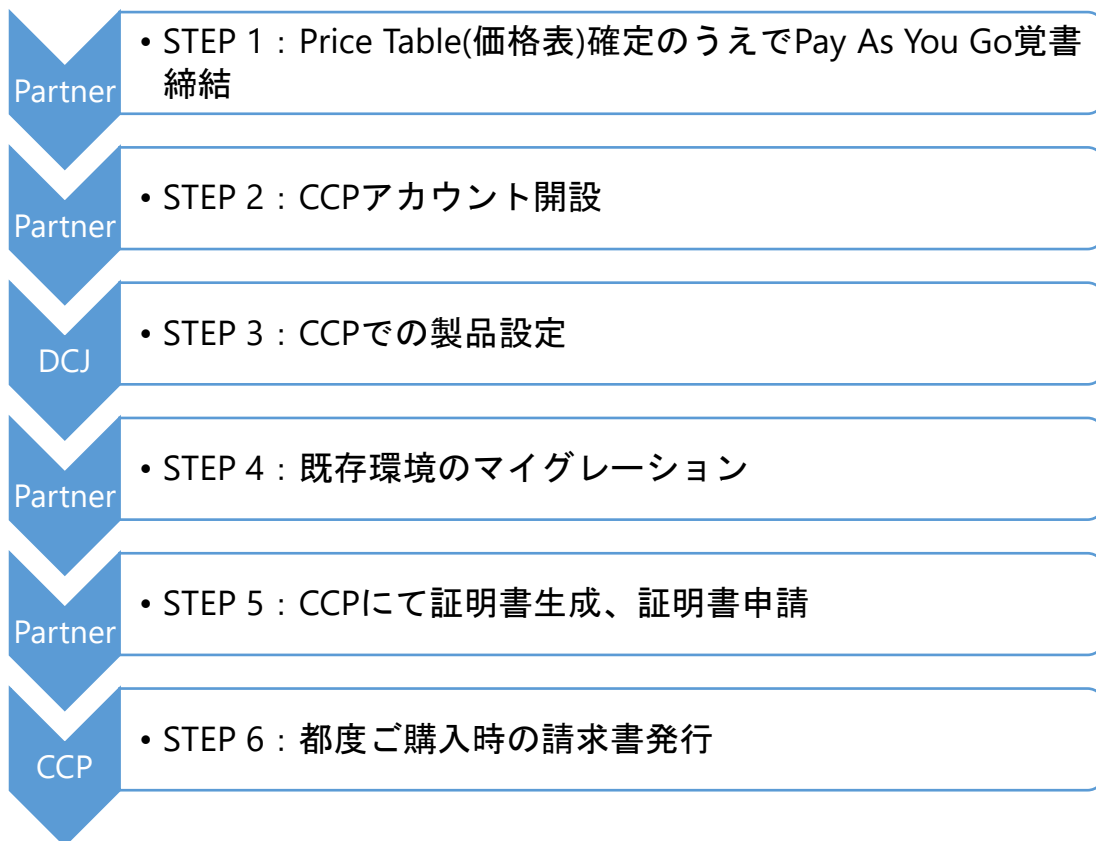 Partner
• STEP 1：Price Table(価格表)確定のうえでPay As You Go覚書
締結
Partner
• STEP 2：CCPアカウント開設
DCJ
• STEP 3：CCPでの製品設定
Partner
• STEP 4：既存環境のマイグレーション
Partner
• STEP 5：CCPにて証明書生成、証明書申請
CCP
• STEP 6：都度ご購入時の請求書発行